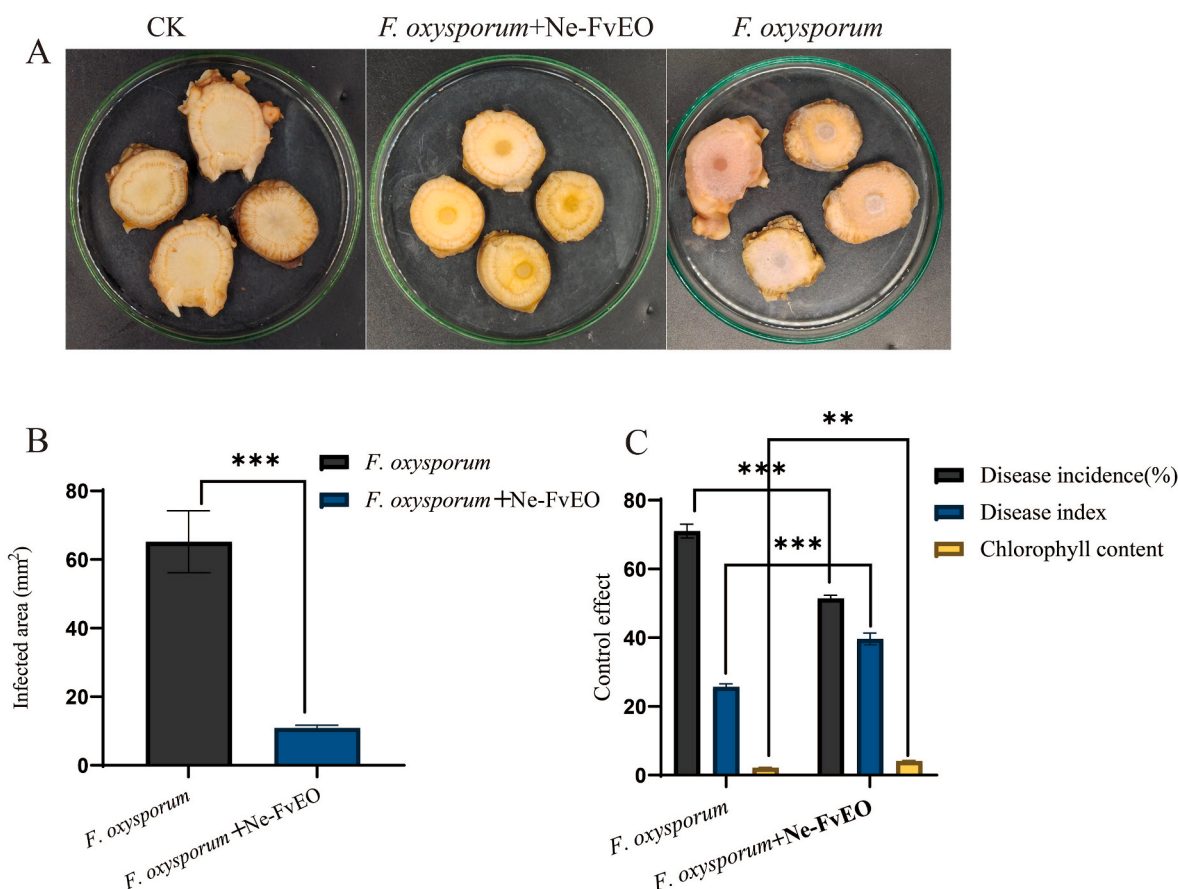 CK
F. oxysporum+Ne-FvEO
F. oxysporum
A
B
***
F. oxysporum
F. oxysporum+Ne-FvEO
Infected area (mm²)
80
60
40
20
0
F. oxysporum
F. oxysporum+Ne-FvEO
C
**
***
***
Disease incidence(%)
Disease index
Chlorophyll content
Control effect
80
60
40
20
0
F. oxysporum
F. oxysporum+Ne-FvEO